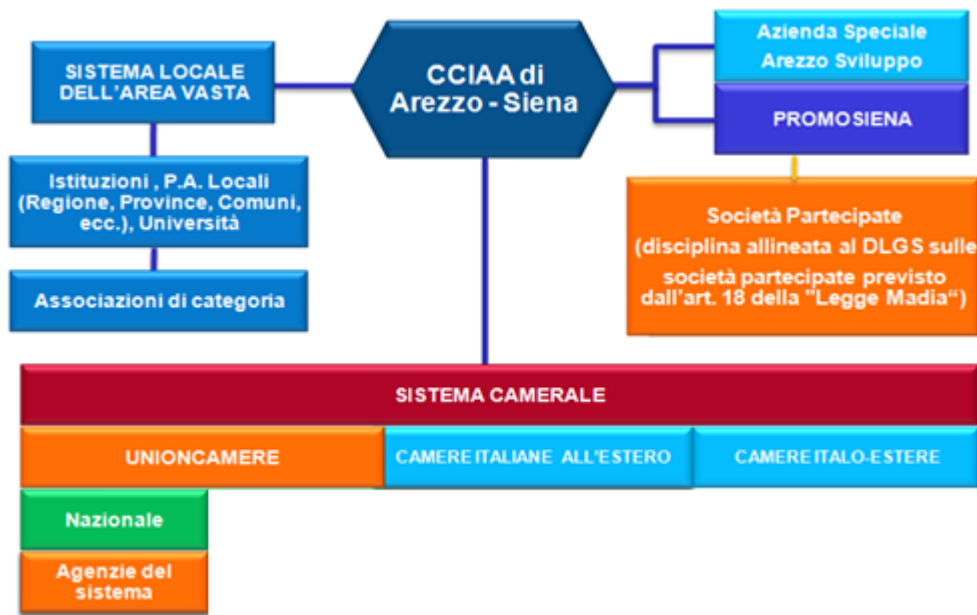 SISTEMA LOCALE
DELL'AREA VASTA
CCIAA di
Arezzo - Siena
Azienda Speciale
Arezzo Sviluppo
PROMOSIENA
Istituzioni , P.A. Locali
(Regione, Province, Comuni,
ecc.), Università
Associazioni di categoria
Società Partecipate
(disciplina allineata al DLGS sulle
società partecipate previsto
dall'art. 18 della "Legge Madia“)
SISTEMA CAMERALE
UNIONCAMERE
CAMERE ITALIANE ALL'ESTERO
CAMERE ITALO-ESTERE
Nazionale
Agenzie del
sistema